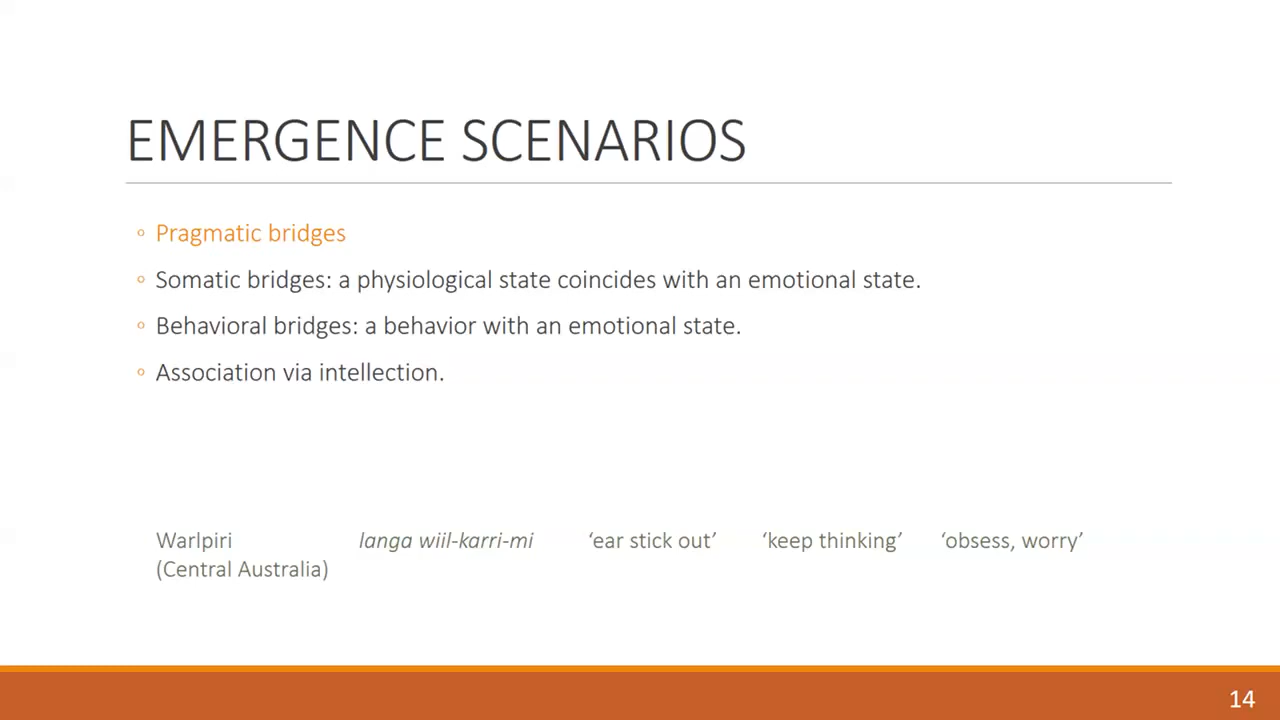 EMERGENCE SCENARIOS
◦ Pragmatic bridges
◦ Somatic bridges: a physiological state coincides with an emotional state.
◦ Behavioral bridges: a behavior with an emotional state.
◦ Association via intellection.
Warlpiri langa wiil-karri-mi ‘ear stick out’ ‘keep thinking’ ‘obsess, worry’
(Central Australia)
14